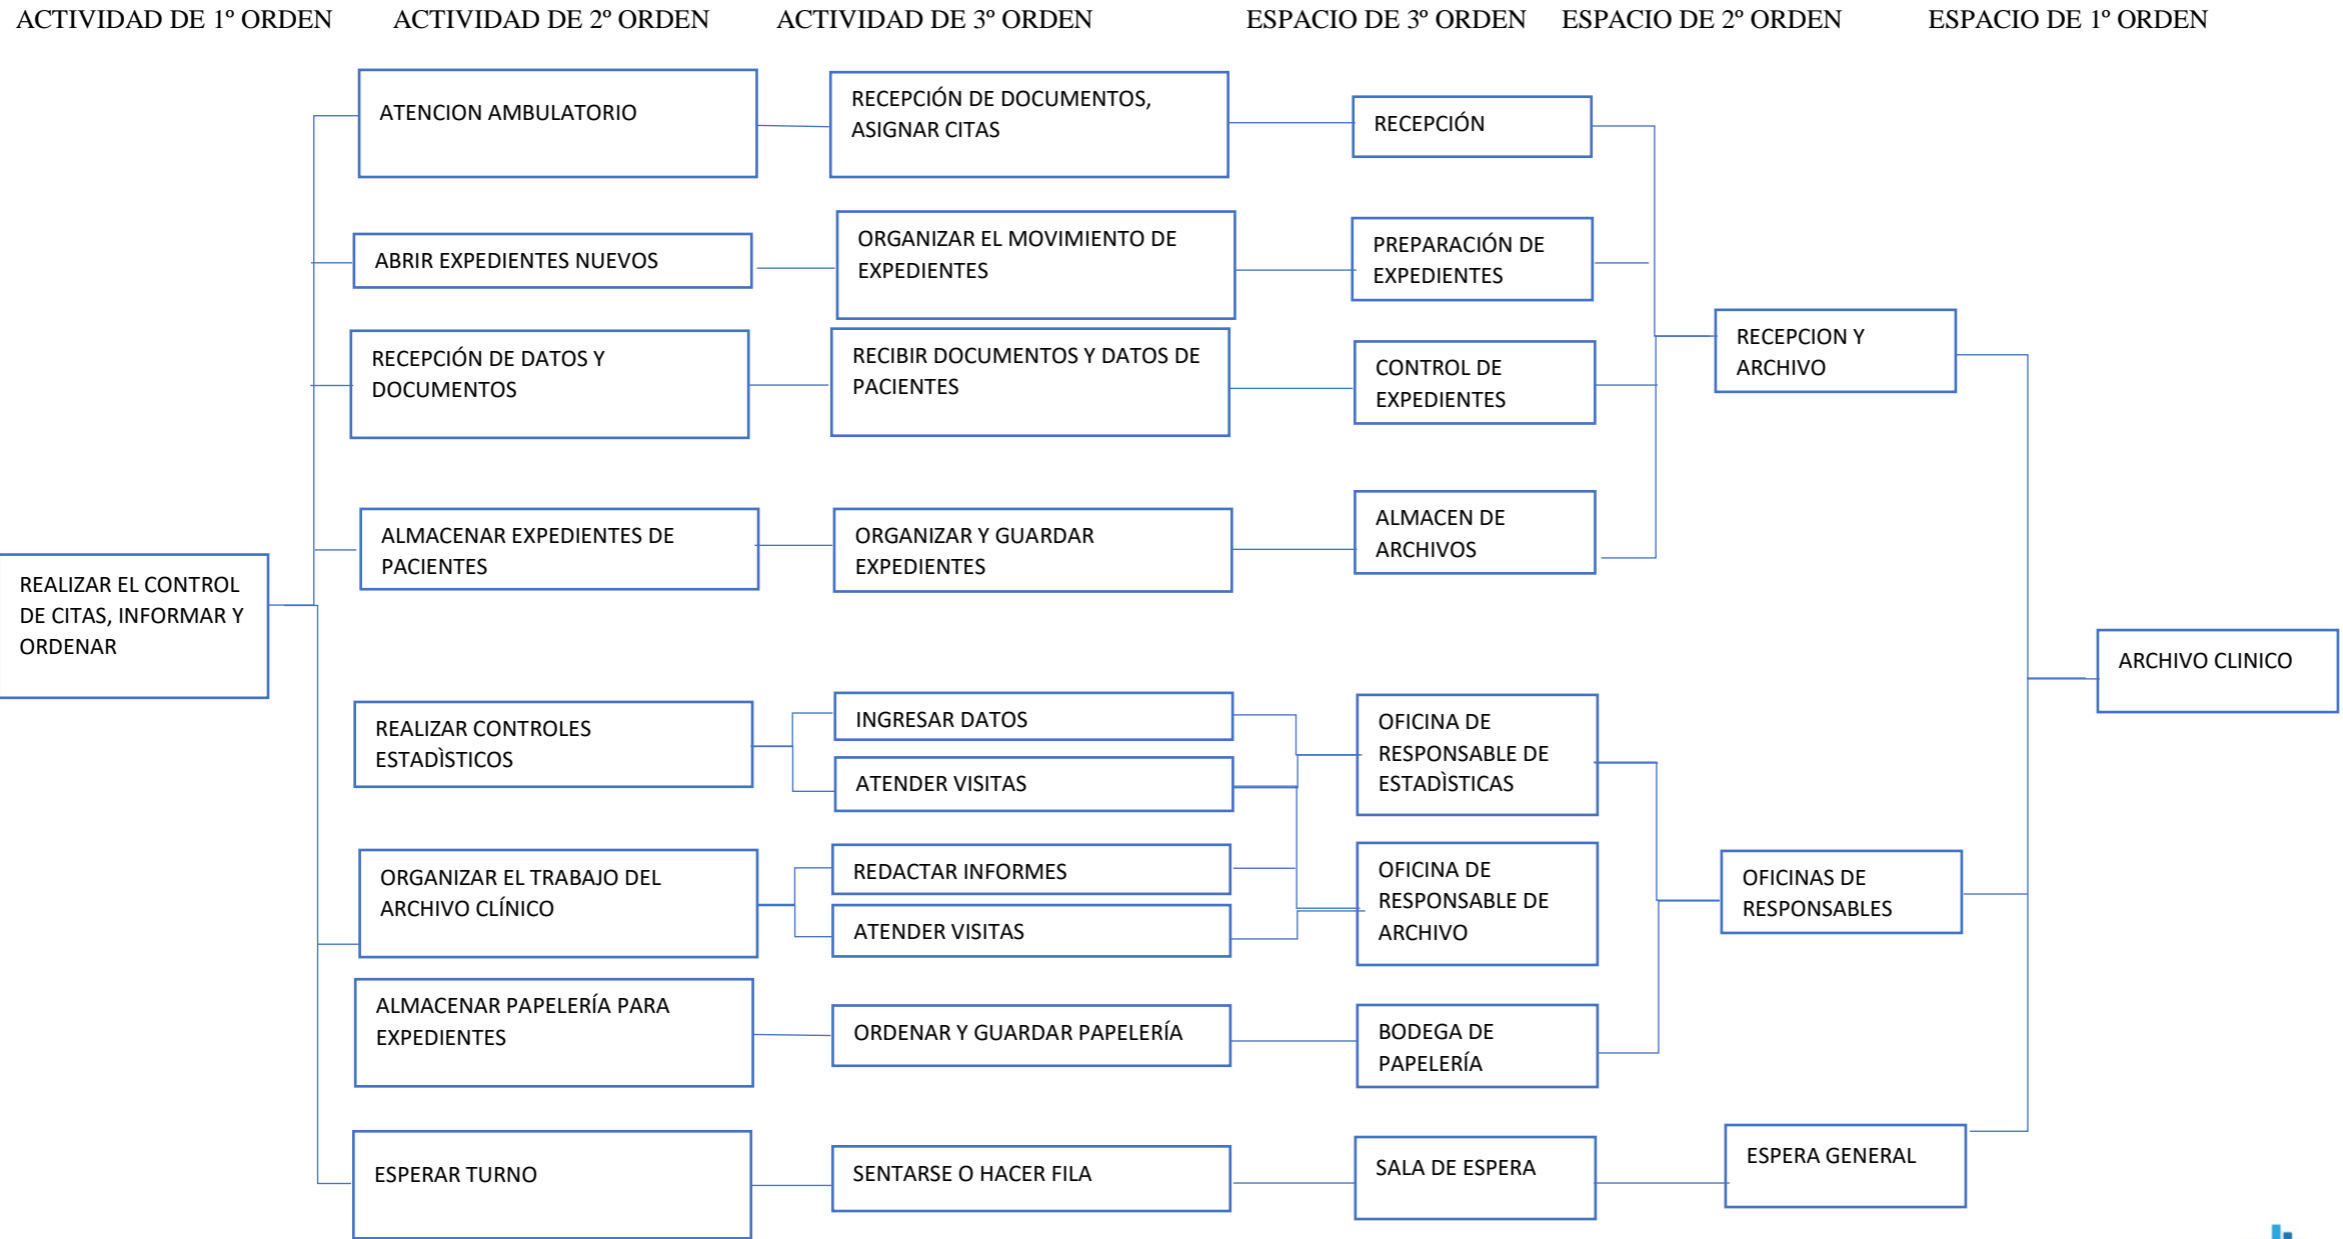 ACTIVIDAD DE 1º ORDEN
ACTIVIDAD DE 2º ORDEN
ACTIVIDAD DE 3º ORDEN
ESPACIO DE 3º ORDEN
ESPACIO DE 2º ORDEN
ESPACIO DE 1º ORDEN
REALIZAR EL CONTROL
DE CITAS, INFORMAR Y
ORDENAR
ATENCION AMBULATORIO
RECEPCIÓN DE DOCUMENTOS,
ASIGNAR CITAS
RECEPCIÓN
ABRIR EXPEDIENTES NUEVOS
ORGANIZAR EL MOVIMIENTO DE
EXPEDIENTES
PREPARACIÓN DE
EXPEDIENTES
RECEPCIÓN DE DATOS Y
DOCUMENTOS
RECIBIR DOCUMENTOS Y DATOS DE
PACIENTES
CONTROL DE
EXPEDIENTES
RECEPCION Y
ARCHIVO
ALMACENAR EXPEDIENTES DE
PACIENTES
ORGANIZAR Y GUARDAR
EXPEDIENTES
ALMACEN DE
ARCHIVOS
ARCHIVO CLINICO
REALIZAR CONTROLES
ESTADÌSTICOS
INGRESAR DATOS
ATENDER VISITAS
OFICINA DE
RESPONSABLE DE
ESTADÌSTICAS
ORGANIZAR EL TRABAJO DEL
ARCHIVO CLÍNICO
REDACTAR INFORMES
ATENDER VISITAS
OFICINA DE
RESPONSABLE DE
ARCHIVO
OFICINAS DE
RESPONSABLES
ALMACENAR PAPELERÍA PARA
EXPEDIENTES
ORDENAR Y GUARDAR PAPELERÍA
BODEGA DE
PAPELERÍA
ESPERAR TURNO
SENTARSE O HACER FILA
SALA DE ESPERA
ESPERA GENERAL